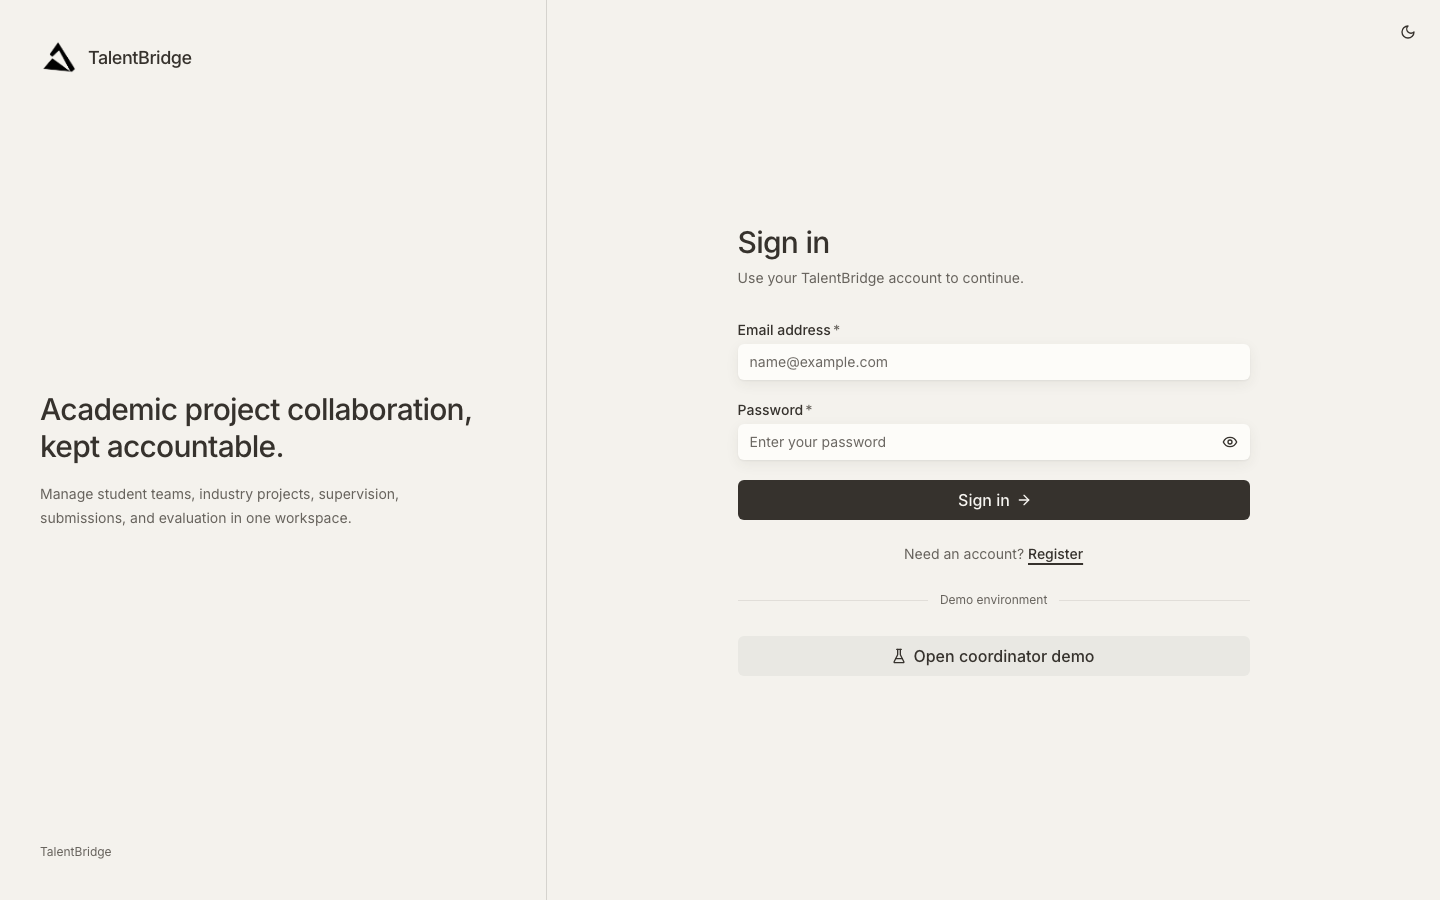 TalentBridge
Academic project collaboration,
kept accountable.
Manage student teams, industry projects, supervision,
submissions, and evaluation in one workspace.
TalentBridge
Sign in
Use your TalentBridge account to continue.
Email address *
name@example.com
Password *
Enter your password
Sign in →
Need an account? Register
Demo environment
Open coordinator demo